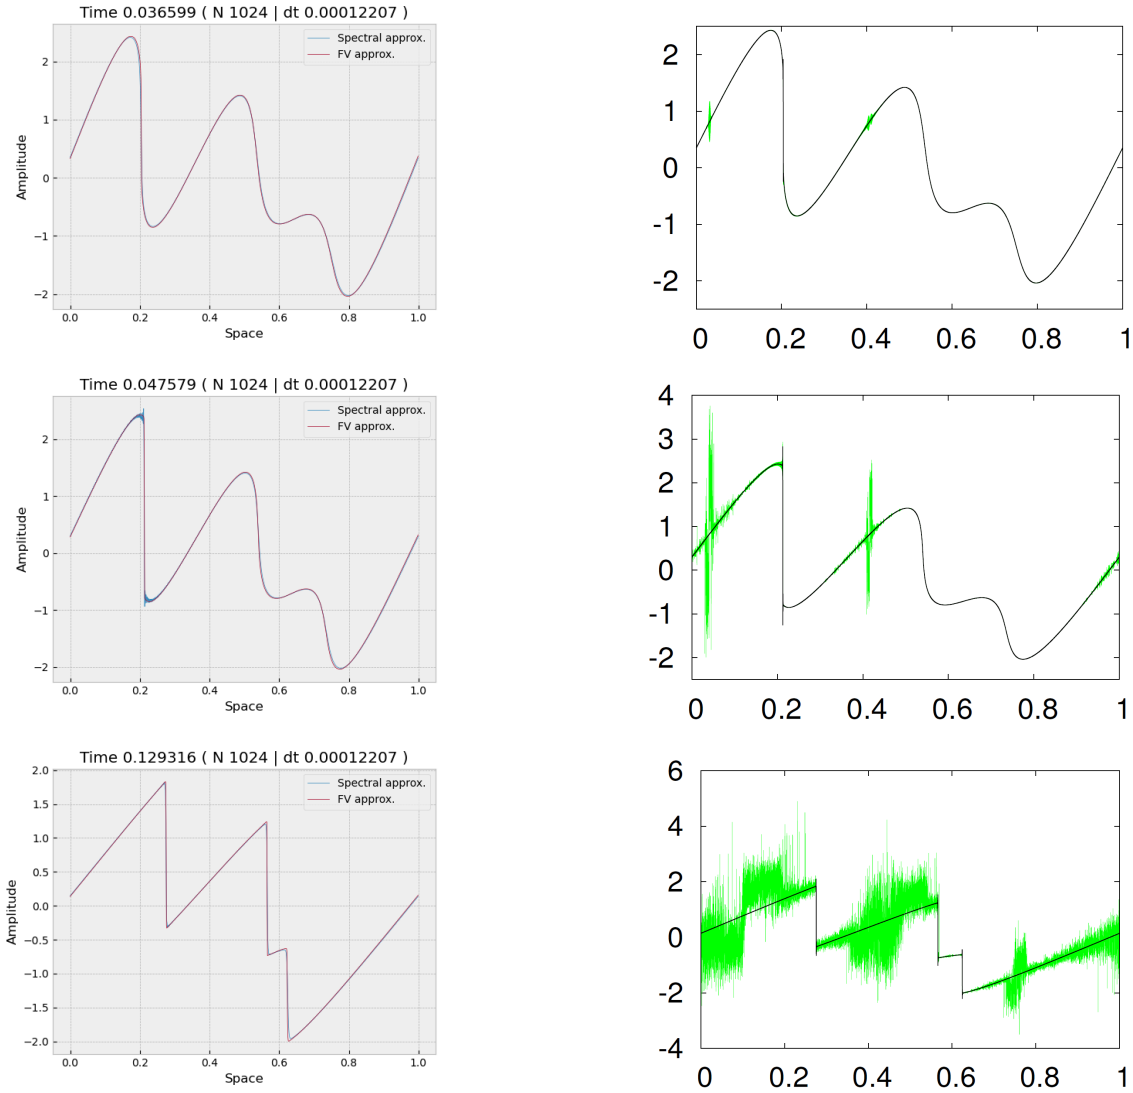 Time 0.036599 ( N 1024 | dt 0.00012207 )
Spectral approx.
FV approx.
2
1
0
−1
−2
Amplitude
0.0 0.2 0.4 0.6 0.8 1.0
Space
2
1
0
-1
-2
0 0.2 0.4 0.6 0.8 1
Time 0.047579 ( N 1024 | dt 0.00012207 )
Spectral approx.
FV approx.
2
1
0
−1
−2
Amplitude
0.0 0.2 0.4 0.6 0.8 1.0
Space
4
3
2
1
0
-1
-2
0 0.2 0.4 0.6 0.8 1
Time 0.129316 ( N 1024 | dt 0.00012207 )
Spectral approx.
FV approx.
2.0
1.5
1.0
0.5
0.0
−0.5
−1.0
−1.5
−2.0
Amplitude
0.0 0.2 0.4 0.6 0.8 1.0
Space
6
4
2
0
-2
-4
0 0.2 0.4 0.6 0.8 1